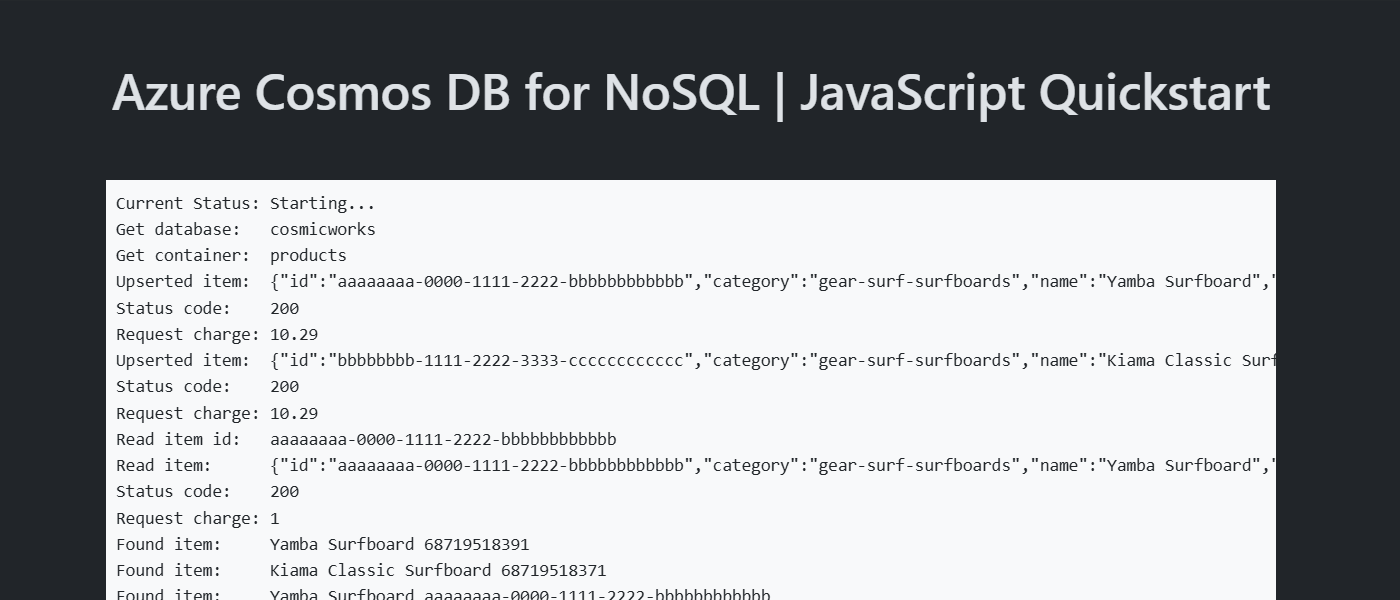 Azure Cosmos DB for NoSQL | JavaScript Quickstart
Current Status: Starting...
Get database:   cosmicworks
Get container:  products
Upserted item:  {"id":"aaaaaaaa-0000-1111-2222-bbbbbbbbbbbb","category":"gear-surf-surfboards","name":"Yamba Surfboard","
Status code:    200
Request charge: 10.29
Upserted item:  {"id":"bbbbbbbb-1111-2222-3333-cccccccccccc","category":"gear-surf-surfboards","name":"Kiama Classic Surf
Status code:    200
Request charge: 10.29
Read item id:   aaaaaaaa-0000-1111-2222-bbbbbbbbbbbb
Read item:      {"id":"aaaaaaaa-0000-1111-2222-bbbbbbbbbbbb","category":"gear-surf-surfboards","name":"Yamba Surfboard","
Status code:    200
Request charge: 1
Found item:     Yamba Surfboard 68719518391
Found item:     Kiama Classic Surfboard 68719518371
Found item:     Yamba Surfboard aaaaaaaa-0000-1111-2222-bbbbbbbbbbbb